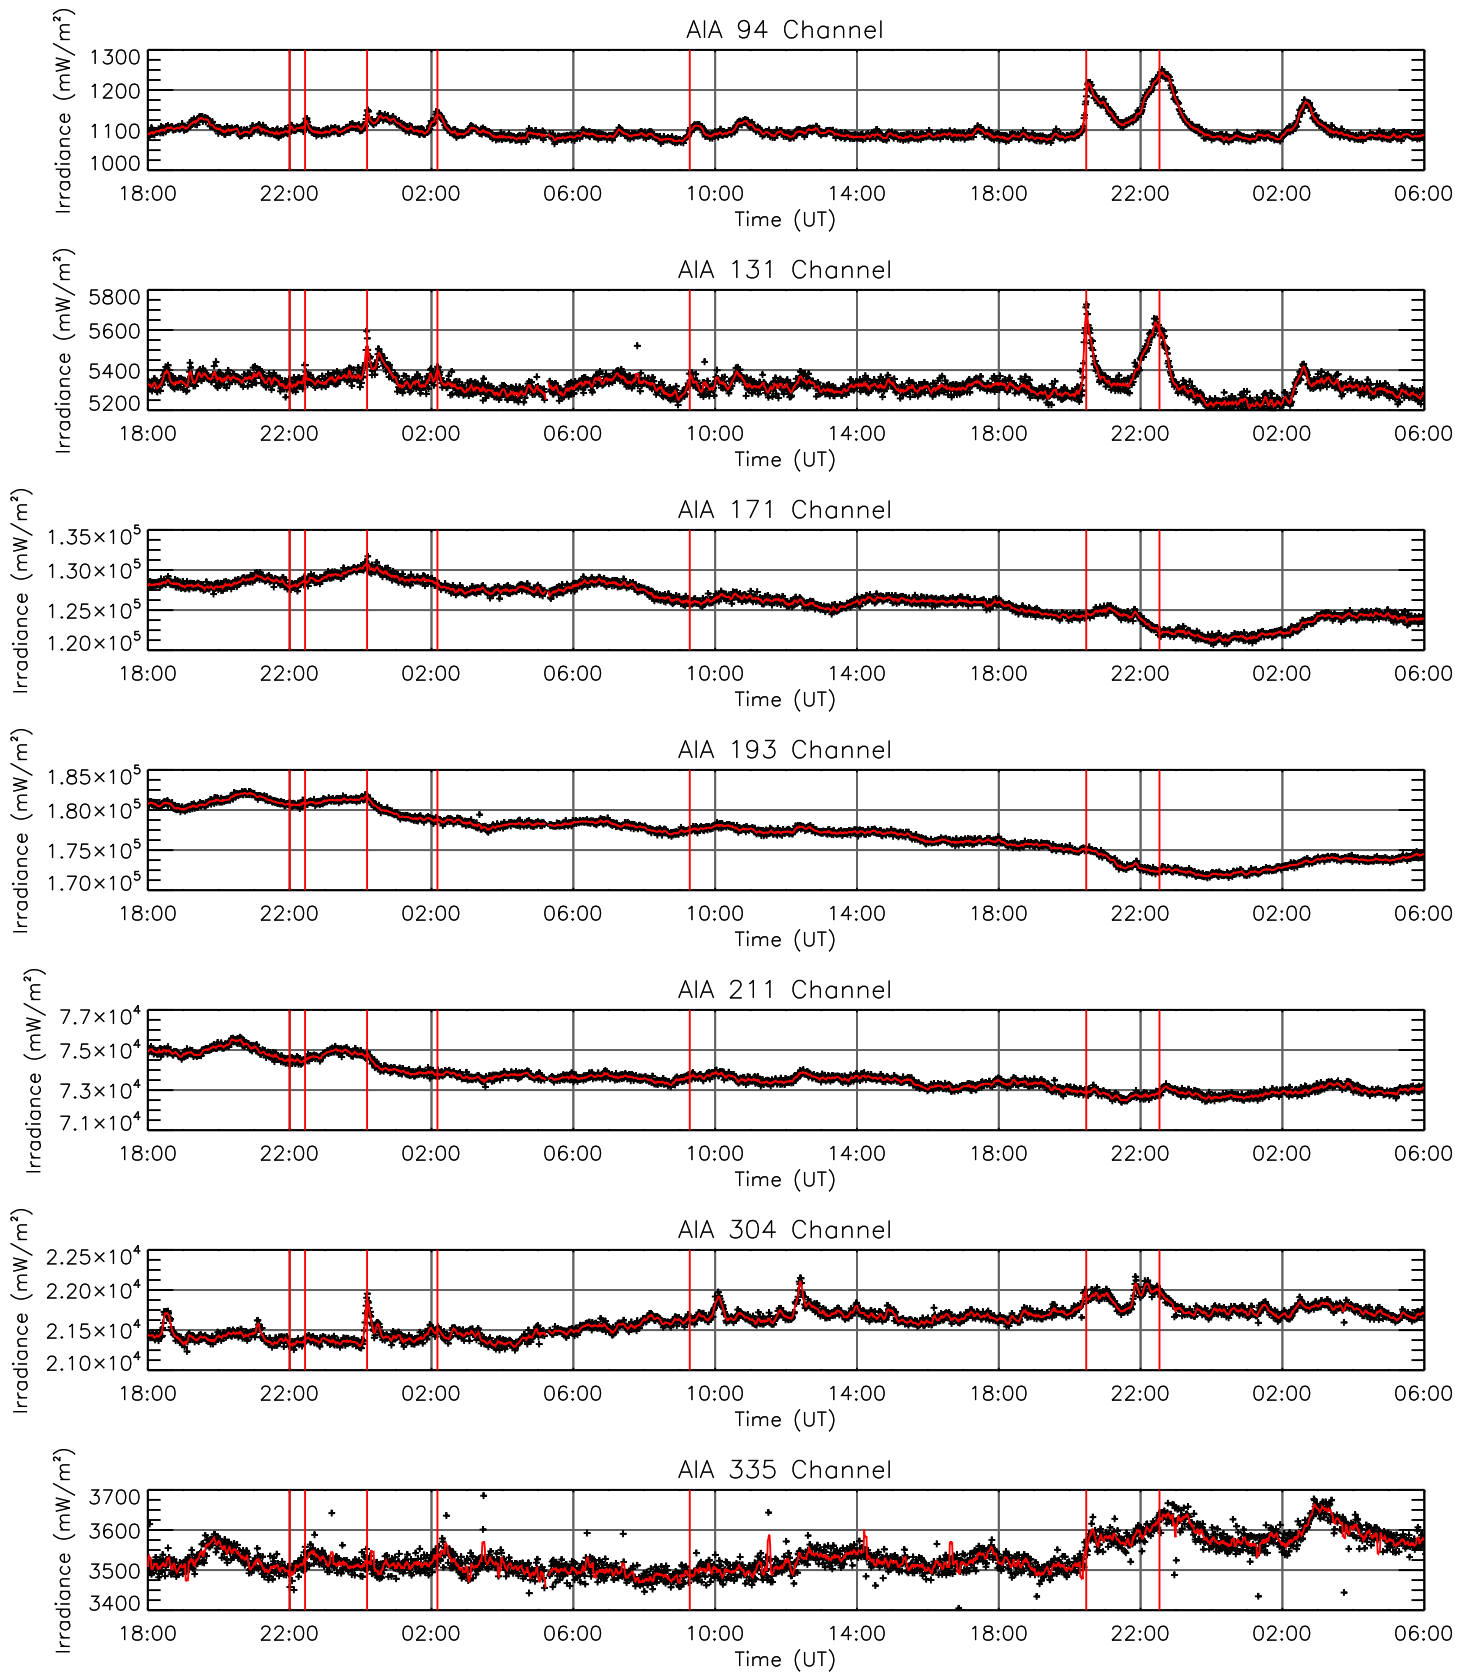 AIA 94 Channel
Irradiance (mW/m²)
1300
1200
1100
1000
18:00 22:00 02:00 06:00 10:00 14:00 18:00 22:00 02:00 06:00
Time (UT)
AIA 131 Channel
Irradiance (mW/m²)
5800
5600
5400
5200
18:00 22:00 02:00 06:00 10:00 14:00 18:00 22:00 02:00 06:00
Time (UT)
AIA 171 Channel
Irradiance (mW/m²)
1.35×10⁵
1.30×10⁵
1.25×10⁵
1.20×10⁵
18:00 22:00 02:00 06:00 10:00 14:00 18:00 22:00 02:00 06:00
Time (UT)
AIA 193 Channel
Irradiance (mW/m²)
1.85×10⁵
1.80×10⁵
1.75×10⁵
1.70×10⁵
18:00 22:00 02:00 06:00 10:00 14:00 18:00 22:00 02:00 06:00
Time (UT)
AIA 211 Channel
Irradiance (mW/m²)
7.7×10⁴
7.5×10⁴
7.3×10⁴
7.1×10⁴
18:00 22:00 02:00 06:00 10:00 14:00 18:00 22:00 02:00 06:00
Time (UT)
AIA 304 Channel
Irradiance (mW/m²)
2.25×10⁴
2.20×10⁴
2.15×10⁴
2.10×10⁴
18:00 22:00 02:00 06:00 10:00 14:00 18:00 22:00 02:00 06:00
Time (UT)
AIA 335 Channel
Irradiance (mW/m²)
3700
3600
3500
3400
18:00 22:00 02:00 06:00 10:00 14:00 18:00 22:00 02:00 06:00
Time (UT)